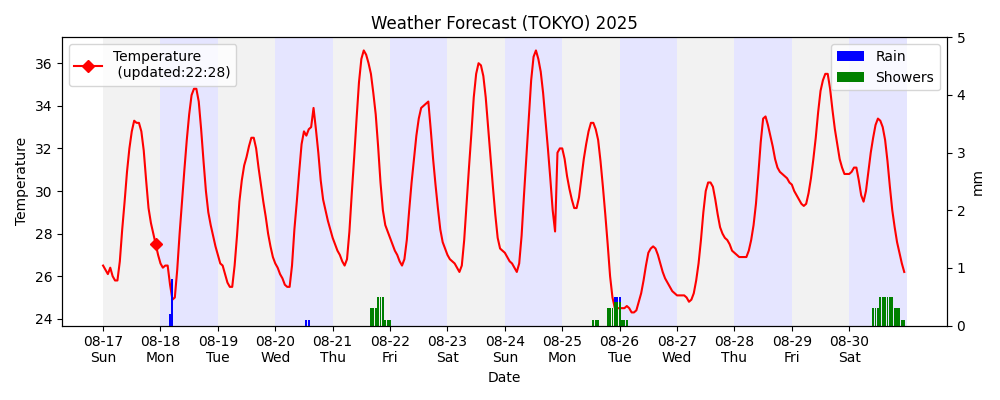 Weather Forecast (TOKYO) 2025
Temperature
(updated:22:28)
Rain
Showers
Temperature
36
34
32
30
28
26
24
5
4
3
2
1
0
mm
08-17 08-18 08-19 08-20 08-21 08-22 08-23 08-24 08-25 08-26 08-27 08-28 08-29 08-30
Sun Mon Tue Wed Thu Fri Sat Sun Mon Tue Wed Thu Fri Sat
Date